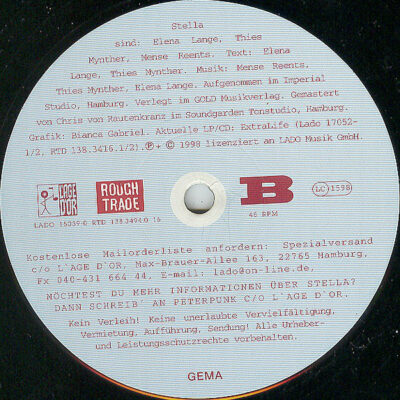 Stella
sind: Elena Lange, Thies
Mynther, Mense Reents. Text: Elena
Lange, Thies Mynther. Musik: Mense Reents,
Thies Mynther, Elena Lange. Aufgenommen im Imperial
Studio, Hamburg. Verlegt im GOLD Musikverlag. Gemastert
von Chris von Rautenkranz im Soundgarden Tonstudio, Hamburg.
Grafik: Bianca Gabriel. Aktuelle LP/CD: ExtraLife (Lado 17052-
1/2, RTD 138.3416.1/2). ℗ + © 1998 lizenziert an LADO Musik GmbH.
L'AGE D'OR
ROUGH TRADE
B
LC 1598
LADO 15059-6 RTD 138.3494.0 16
45 RPM
Kostenlose Mailorderliste anfordern: Spezialversand
c/o L'AGE D'OR, Max-Brauer-Allee 163, 22765 Hamburg,
Fx 040-431 664 44, E-mail: lado@on-line.de,
MÖCHTEST DU MEHR INFORMATIONEN ÜBER STELLA?
DANN SCHREIB' AN PETERPUNK C/O L'AGE D'OR.
Kein Verleih! Keine unerlaubte Vervielfältigung,
Vermietung, Aufführung, Sendung! Alle Urheber-
und Leistungsschutzrechte vorbehalten.
GEMA